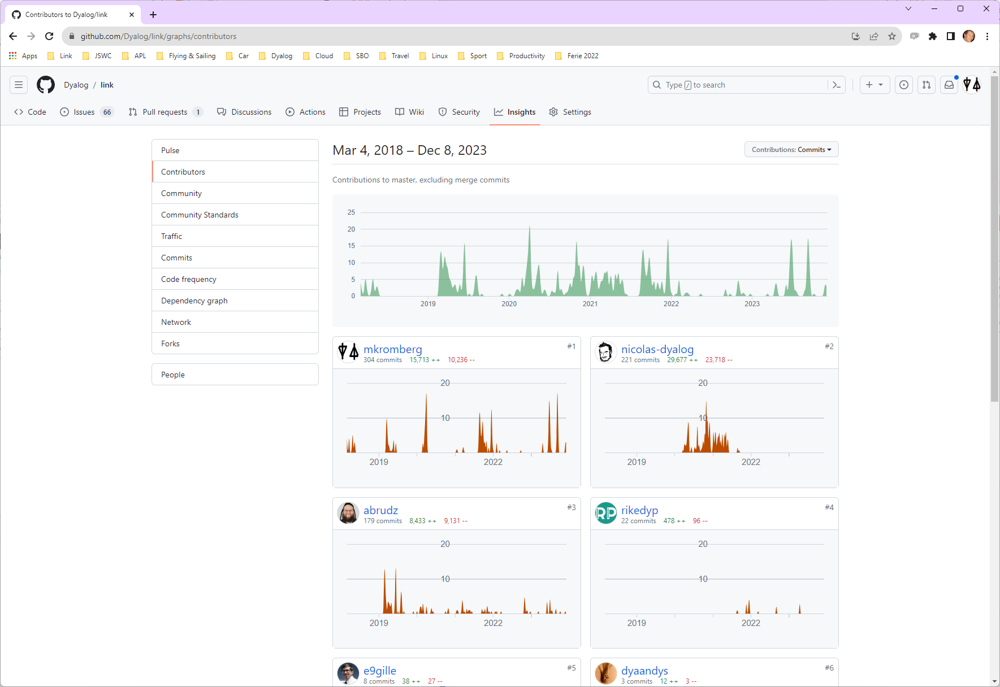 Contributors to Dyalog/link
github.com/Dyalog/link/graphs/contributors
Apps Link JSWC APL Flying & Sailing Car Dyalog Cloud SBO Travel Linux Sport Productivity Ferie 2022
Dyalog / link
Type / to search
Code Issues 66 Pull requests 1 Discussions Actions Projects Wiki Security Insights Settings
Pulse
Contributors
Community
Community Standards
Traffic
Commits
Code frequency
Dependency graph
Network
Forks
People
Mar 4, 2018 – Dec 8, 2023
Contributions: Commits
Contributions to master, excluding merge commits
25
20
15
10
5
0
2019 2020 2021 2022 2023
mkromberg #1
304 commits 15,713 ++ 10,236 --
20
10
2019 2022
nicolas-dyalog #2
221 commits 29,677 ++ 23,718 --
20
10
2019 2022
abrudz #3
179 commits 8,433 ++ 9,131 --
20
10
2019 2022
RP
rikedyp #4
22 commits 478 ++ 96 --
20
10
2019 2022
e9gille #5
8 commits 38 ++ 27 --
dyaandys #6
3 commits 12 ++ 3 --